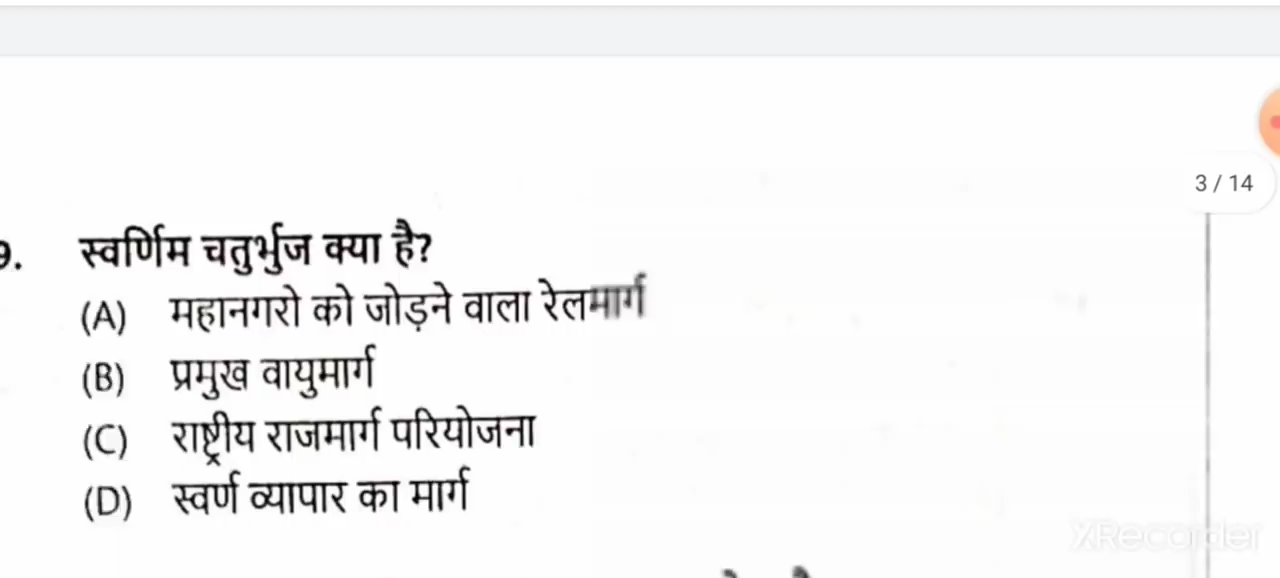 3 / 14
9. स्वर्णिम चतुर्भुज क्या है?
(A) महानगरो को जोड़ने वाला रेलमार्ग
(B) प्रमुख वायुमार्ग
(C) राष्ट्रीय राजमार्ग परियोजना
(D) स्वर्ण व्यापार का मार्ग
XRecorder